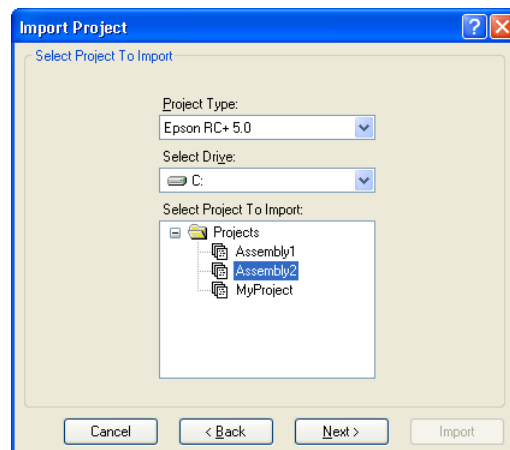 Import Project
Select Project To Import
Project Type:
Epson RC+ 5.0
Select Drive:
C:
Select Project To Import:
Projects
Assembly1
Assembly2
MyProject
Cancel < Back Next > Import